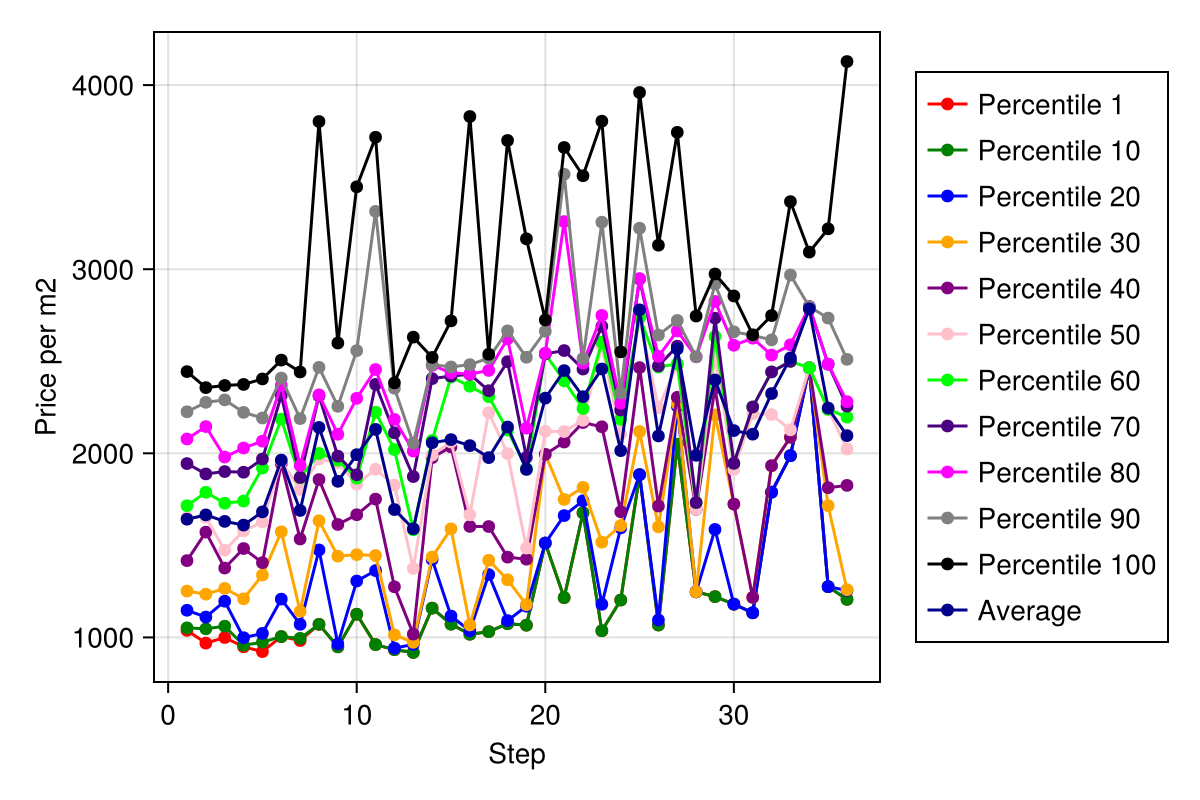 4000
3000
2000
1000
Price per m2
0 10 20 30
Step
Percentile 1
Percentile 10
Percentile 20
Percentile 30
Percentile 40
Percentile 50
Percentile 60
Percentile 70
Percentile 80
Percentile 90
Percentile 100
Average